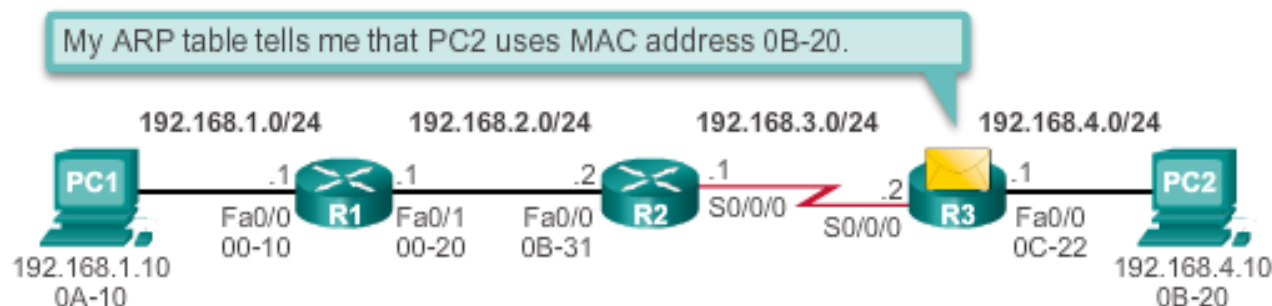 My ARP table tells me that PC2 uses MAC address 0B-20.
192.168.1.0/24 192.168.2.0/24 192.168.3.0/24 192.168.4.0/24
PC1 .1 R1 .1 .2 R2 .1 .2 R3 .1 PC2
Fa0/0 Fa0/1 Fa0/0 S0/0/0 S0/0/0 Fa0/0
00-10 00-20 0B-31 0C-22
192.168.1.10 192.168.4.10
0A-10 0B-20